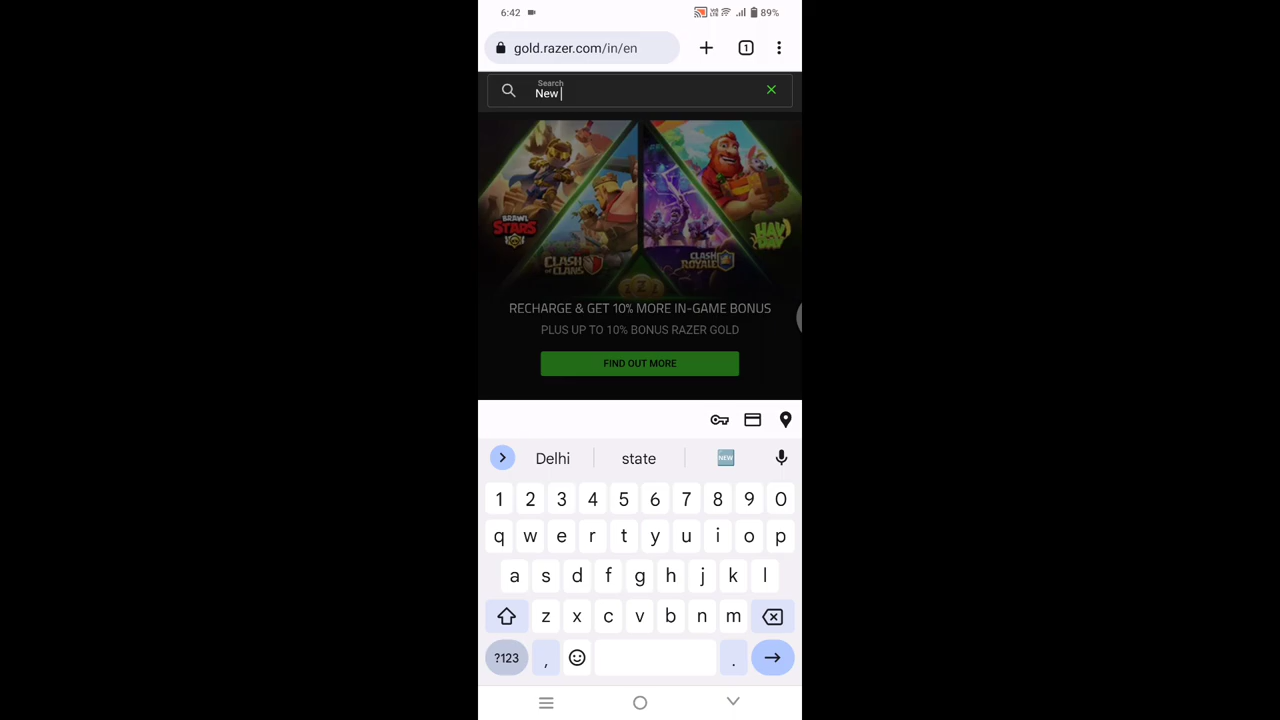 6:42 89%
gold.razer.com/in/en 1
Search
New
BRAWL STARS
CLASH OF CLANS
CLASH ROYALE
HAY DAY
RECHARGE & GET 10% MORE IN-GAME BONUS
PLUS UP TO 10% BONUS RAZER GOLD
FIND OUT MORE
Delhi state NEW
1 2 3 4 5 6 7 8 9 0
q w e r t y u i o p
a s d f g h j k l
z x c v b n m
?123 , .